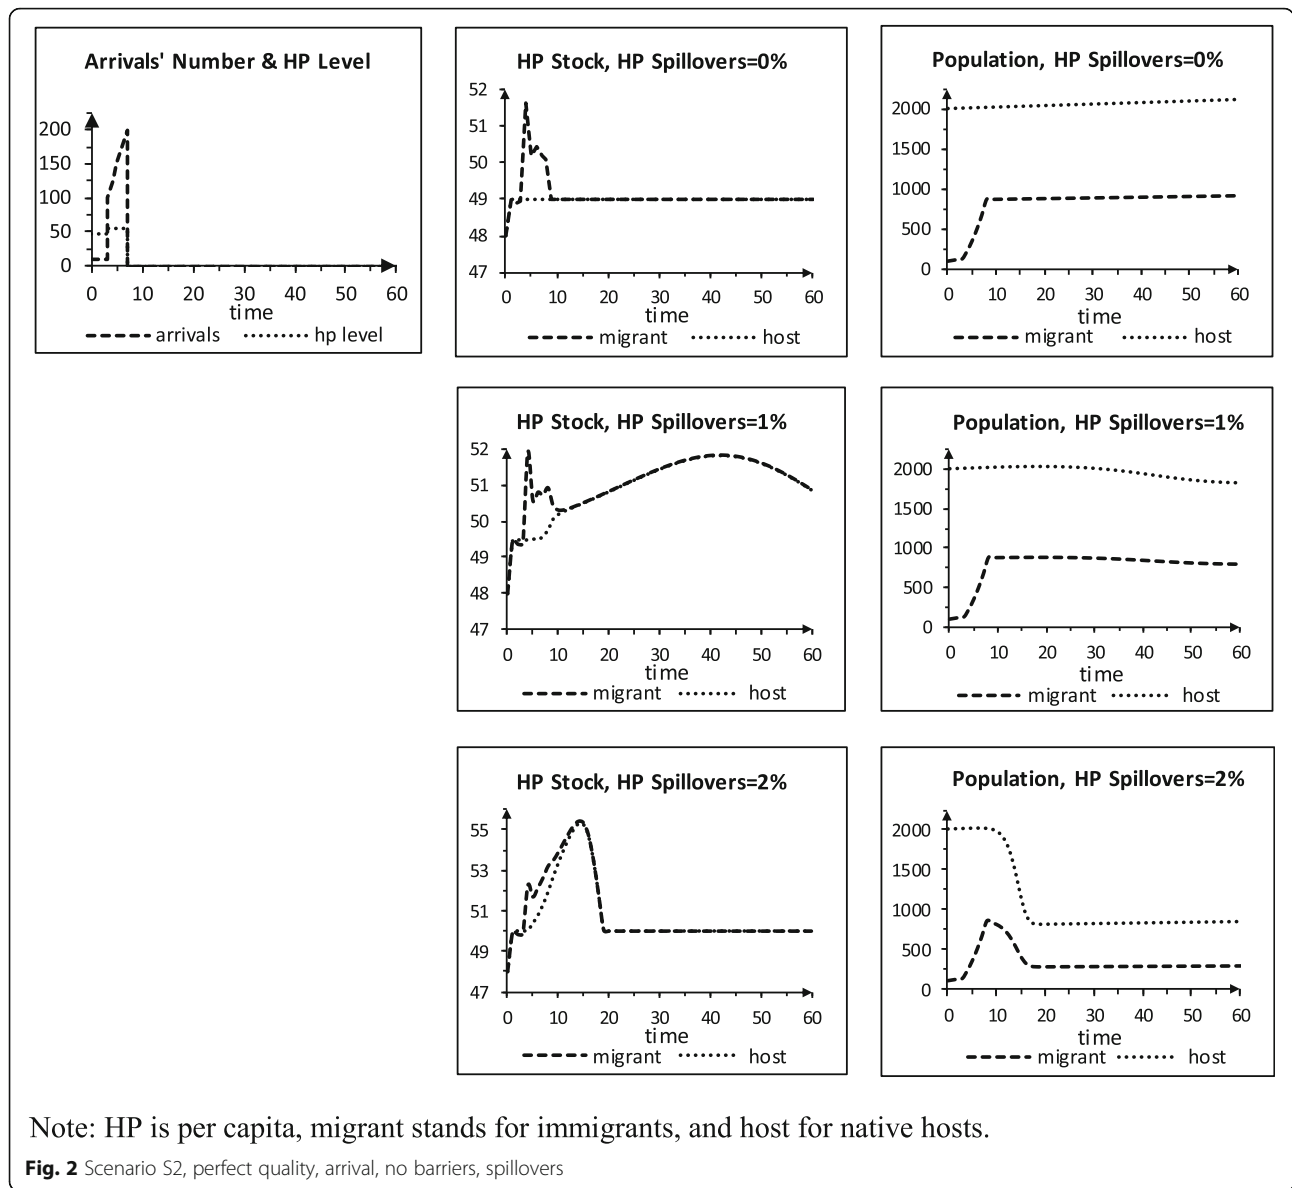 Arrivals' Number & HP Level
200
150
100
50
0
0 10 20 30 40 50 60
time
arrivals hp level
HP Stock, HP Spillovers=0%
52
51
50
49
48
47
0 10 20 30 40 50 60
time
migrant host
Population, HP Spillovers=0%
2000
1500
1000
500
0
0 10 20 30 40 50 60
time
migrant host
HP Stock, HP Spillovers=1%
52
51
50
49
48
47
0 10 20 30 40 50 60
time
migrant host
Population, HP Spillovers=1%
2000
1500
1000
500
0
0 10 20 30 40 50 60
time
migrant host
HP Stock, HP Spillovers=2%
55
53
51
49
47
0 10 20 30 40 50 60
time
migrant host
Population, HP Spillovers=2%
2000
1500
1000
500
0
0 10 20 30 40 50 60
time
migrant host
Note: HP is per capita, migrant stands for immigrants, and host for native hosts.
Fig. 2 Scenario S2, perfect quality, arrival, no barriers, spillovers